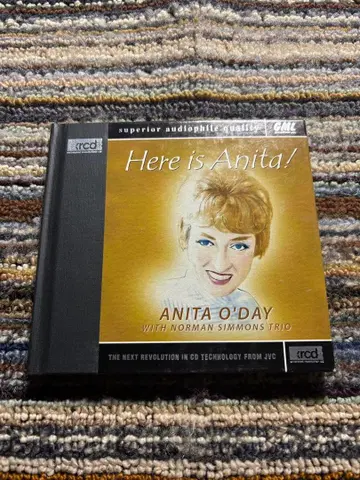 superior audiophile quality
GML
xrcd
Here is Anita!
ANITA O'DAY
WITH NORMAN SIMMONS TRIO
THE NEXT REVOLUTION IN CD TECHNOLOGY FROM JVC
xrcd